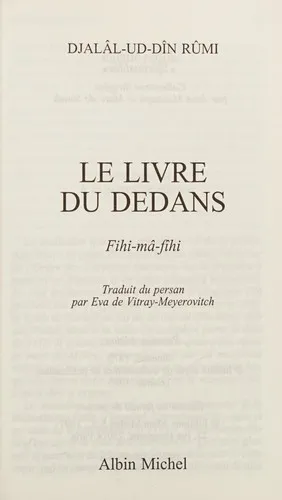 DJALÂL-UD-DÎN RÛMI
LE LIVRE
DU DEDANS
Fihi-mâ-fîhi
Traduit du persan
par Eva de Vitray-Meyerovitch
Albin Michel